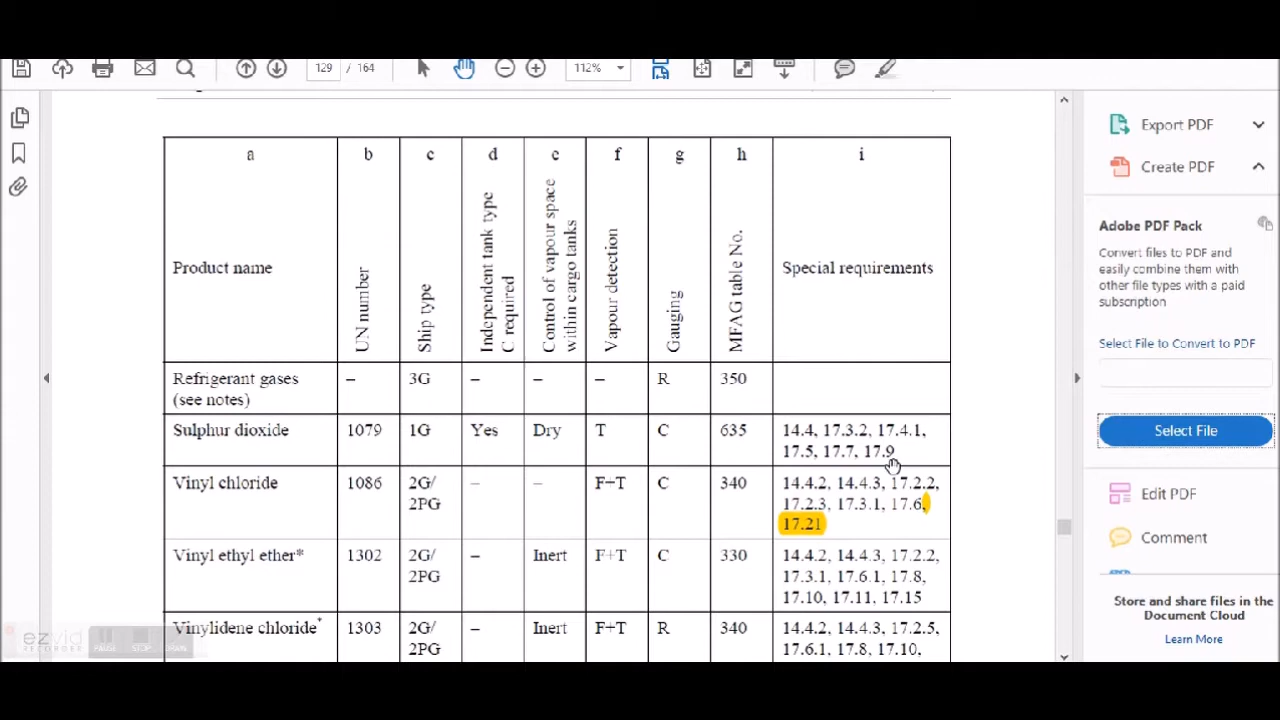 129 / 164
112%
a b c d e f g h i
Product name
UN number
Ship type
Independent tank type
C required
Control of vapour space
within cargo tanks
Vapour detection
Gauging
MFAG table No.
Special requirements
Refrigerant gases – 3G – – – R 350
(see notes)
Sulphur dioxide 1079 1G Yes Dry T C 635 14.4, 17.3.2, 17.4.1,
17.5, 17.7, 17.9
Vinyl chloride 1086 2G/ – – F+T C 340 14.4.2, 14.4.3, 17.2.2,
2PG 17.2.3, 17.3.1, 17.6,
17.21
Vinyl ethyl ether* 1302 2G/ – Inert F+T C 330 14.4.2, 14.4.3, 17.2.2,
2PG 17.3.1, 17.6.1, 17.8,
17.10, 17.11, 17.15
Vinylidene chloride* 1303 2G/ – Inert F+T R 340 14.4.2, 14.4.3, 17.2.5,
2PG 17.6.1, 17.8, 17.10,
Export PDF
Create PDF
Adobe PDF Pack
Convert files to PDF and
easily combine them with
other file types with a paid
subscription
Select File to Convert to PDF
Select File
Edit PDF
Comment
Store and share files in the
Document Cloud
Learn More
ezvid
RECORDER
PAUSE STOP DRAW